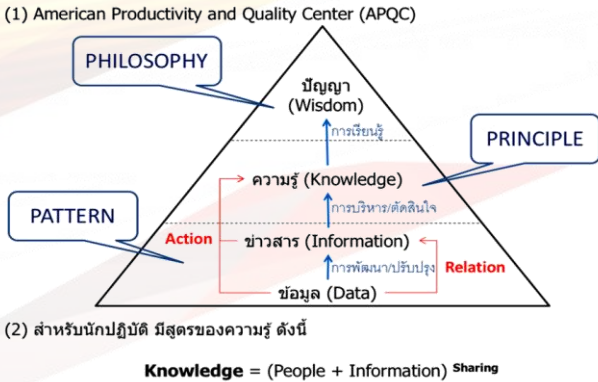 (1) American Productivity and Quality Center (APQC)
PHILOSOPHY
ปัญญา
(Wisdom)
การเรียนรู้
PRINCIPLE
ความรู้ (Knowledge)
การบริหาร/ตัดสินใจ
PATTERN
Action
ข่าวสาร (Information)
การพัฒนา/ปรับปรุง
Relation
ข้อมูล (Data)
(2) สำหรับนักปฏิบัติ มีสูตรของความรู้ ดังนี้
Knowledge = (People + Information) Sharing